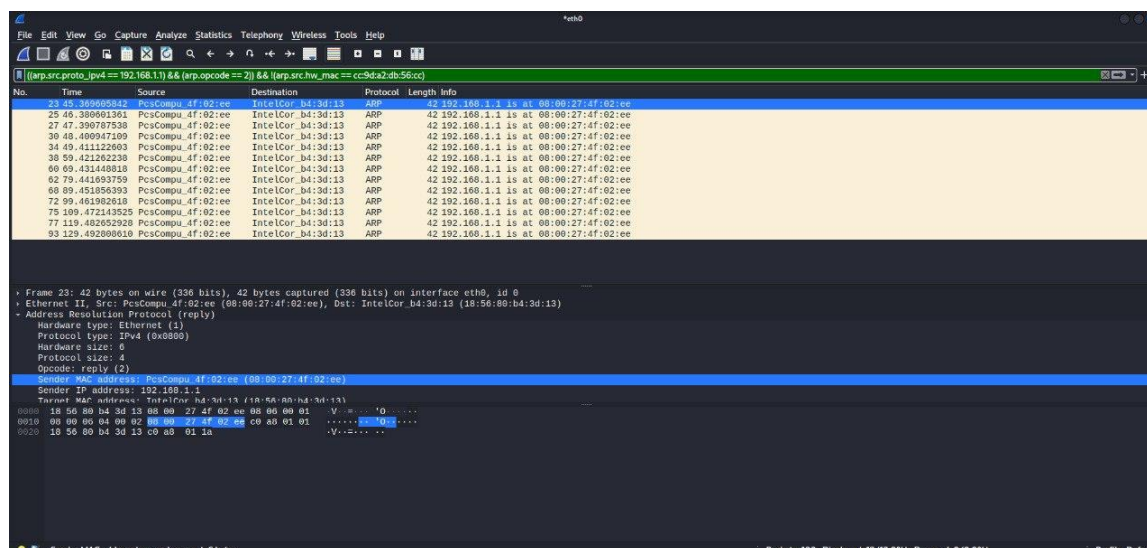 *eth0
File Edit View Go Capture Analyze Statistics Telephony Wireless Tools Help
((arp.src.proto_ipv4 == 192.168.1.1) && (arp.opcode == 2)) && !(arp.src.hw_mac == cc:9d:a2:db:56:cc)
No. Time Source Destination Protocol Length Info
23 45.369605842 PcsCompu_4f:02:ee IntelCor_b4:3d:13 ARP 42 192.168.1.1 is at 08:00:27:4f:02:ee
25 46.380601361 PcsCompu_4f:02:ee IntelCor_b4:3d:13 ARP 42 192.168.1.1 is at 08:00:27:4f:02:ee
27 47.390787538 PcsCompu_4f:02:ee IntelCor_b4:3d:13 ARP 42 192.168.1.1 is at 08:00:27:4f:02:ee
30 48.400947109 PcsCompu_4f:02:ee IntelCor_b4:3d:13 ARP 42 192.168.1.1 is at 08:00:27:4f:02:ee
34 49.411122603 PcsCompu_4f:02:ee IntelCor_b4:3d:13 ARP 42 192.168.1.1 is at 08:00:27:4f:02:ee
38 59.421262238 PcsCompu_4f:02:ee IntelCor_b4:3d:13 ARP 42 192.168.1.1 is at 08:00:27:4f:02:ee
60 69.431448818 PcsCompu_4f:02:ee IntelCor_b4:3d:13 ARP 42 192.168.1.1 is at 08:00:27:4f:02:ee
62 79.441693759 PcsCompu_4f:02:ee IntelCor_b4:3d:13 ARP 42 192.168.1.1 is at 08:00:27:4f:02:ee
68 89.451856393 PcsCompu_4f:02:ee IntelCor_b4:3d:13 ARP 42 192.168.1.1 is at 08:00:27:4f:02:ee
72 99.461982618 PcsCompu_4f:02:ee IntelCor_b4:3d:13 ARP 42 192.168.1.1 is at 08:00:27:4f:02:ee
75 109.472143525 PcsCompu_4f:02:ee IntelCor_b4:3d:13 ARP 42 192.168.1.1 is at 08:00:27:4f:02:ee
77 119.482652928 PcsCompu_4f:02:ee IntelCor_b4:3d:13 ARP 42 192.168.1.1 is at 08:00:27:4f:02:ee
93 129.492808610 PcsCompu_4f:02:ee IntelCor_b4:3d:13 ARP 42 192.168.1.1 is at 08:00:27:4f:02:ee
Frame 23: 42 bytes on wire (336 bits), 42 bytes captured (336 bits) on interface eth0, id 0
Ethernet II, Src: PcsCompu_4f:02:ee (08:00:27:4f:02:ee), Dst: IntelCor_b4:3d:13 (18:56:80:b4:3d:13)
Address Resolution Protocol (reply)
Hardware type: Ethernet (1)
Protocol type: IPv4 (0x0800)
Hardware size: 6
Protocol size: 4
Opcode: reply (2)
Sender MAC address: PcsCompu_4f:02:ee (08:00:27:4f:02:ee)
Sender IP address: 192.168.1.1
Target MAC address: IntelCor_b4:3d:13 (18:56:80:b4:3d:13)
0000 18 56 80 b4 3d 13 08 00 27 4f 02 ee 08 06 00 01 ·V··=··· 'O······
0010 08 00 06 04 00 02 08 00 27 4f 02 ee c0 a8 01 01 ········ 'O······
0020 18 56 80 b4 3d 13 c0 a8 01 1a ·V··=··· ··